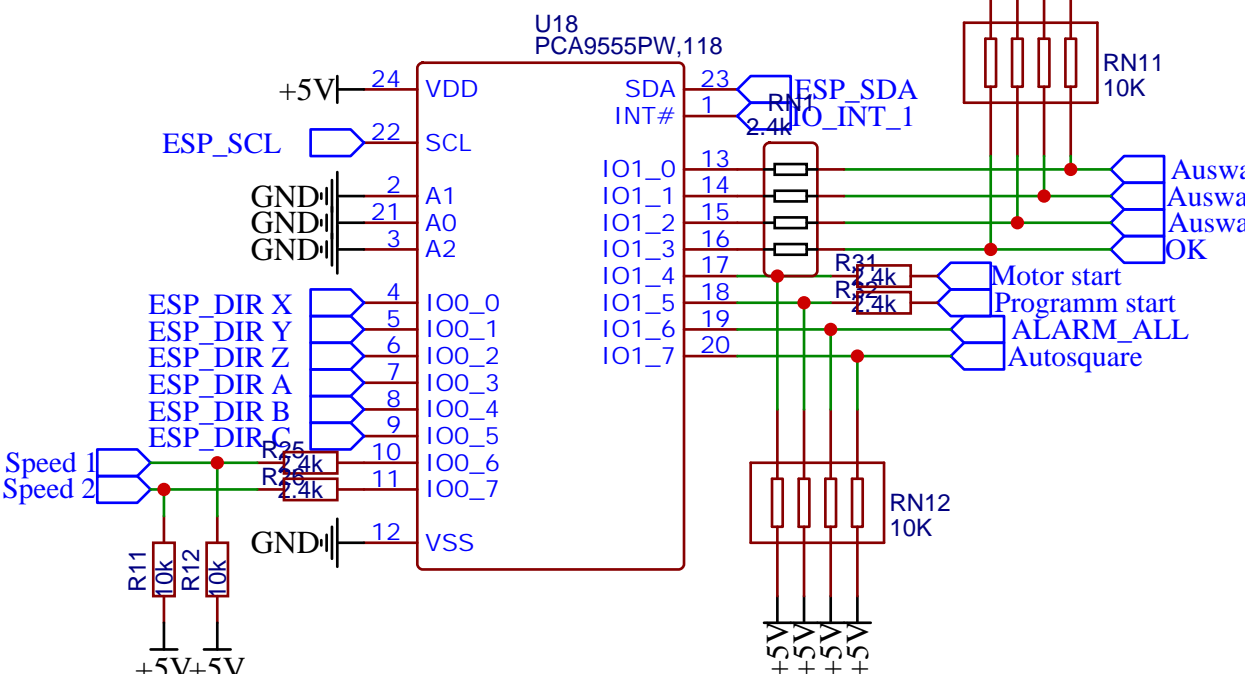 U18
PCA9555PW,118
RN11
10K
+5V 24 VDD
SDA 23 ESP_SDA
INT# 1 IO_INT_1
RN1
2.4k
ESP_SCL 22 SCL
IO1_0 13
IO1_1 14
IO1_2 15
IO1_3 16 OK
GND 2 A1
GND 21 A0
GND 3 A2
IO1_4 17 R31 2.4k Motor start
IO1_5 18 R32 2.4k Programm start
IO1_6 19 ALARM_ALL
IO1_7 20 Autosquare
ESP_DIR X 4 IO0_0
ESP_DIR Y 5 IO0_1
ESP_DIR Z 6 IO0_2
ESP_DIR A 7 IO0_3
ESP_DIR B 8 IO0_4
ESP_DIR C 9 IO0_5
Speed 1 R25 2.4k 10 IO0_6
Speed 2 R26 2.4k 11 IO0_7
GND 12 VSS
RN12
10K
R11 10k
R12 10k
+5V +5V
+5V +5V +5V +5V